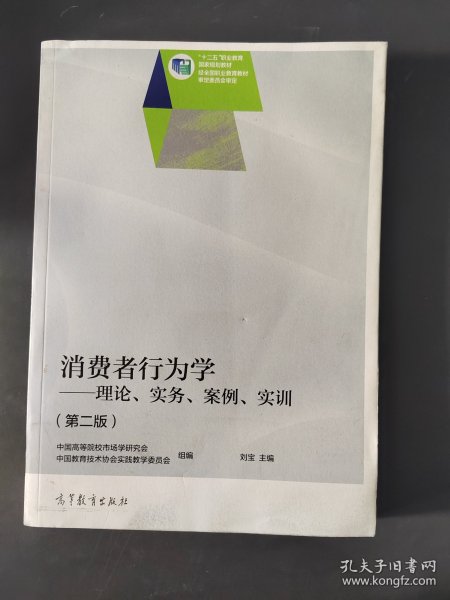 “十二五”职业教育
国家规划教材
经全国职业教育教材
审定委员会审定
消费者行为学
——理论、实务、案例、实训
（第二版）
中国高等院校市场学研究会
中国教育技术协会实践教学委员会
组编
刘宝 主编
高等教育出版社
孔夫子旧书网
www.kongfz.com